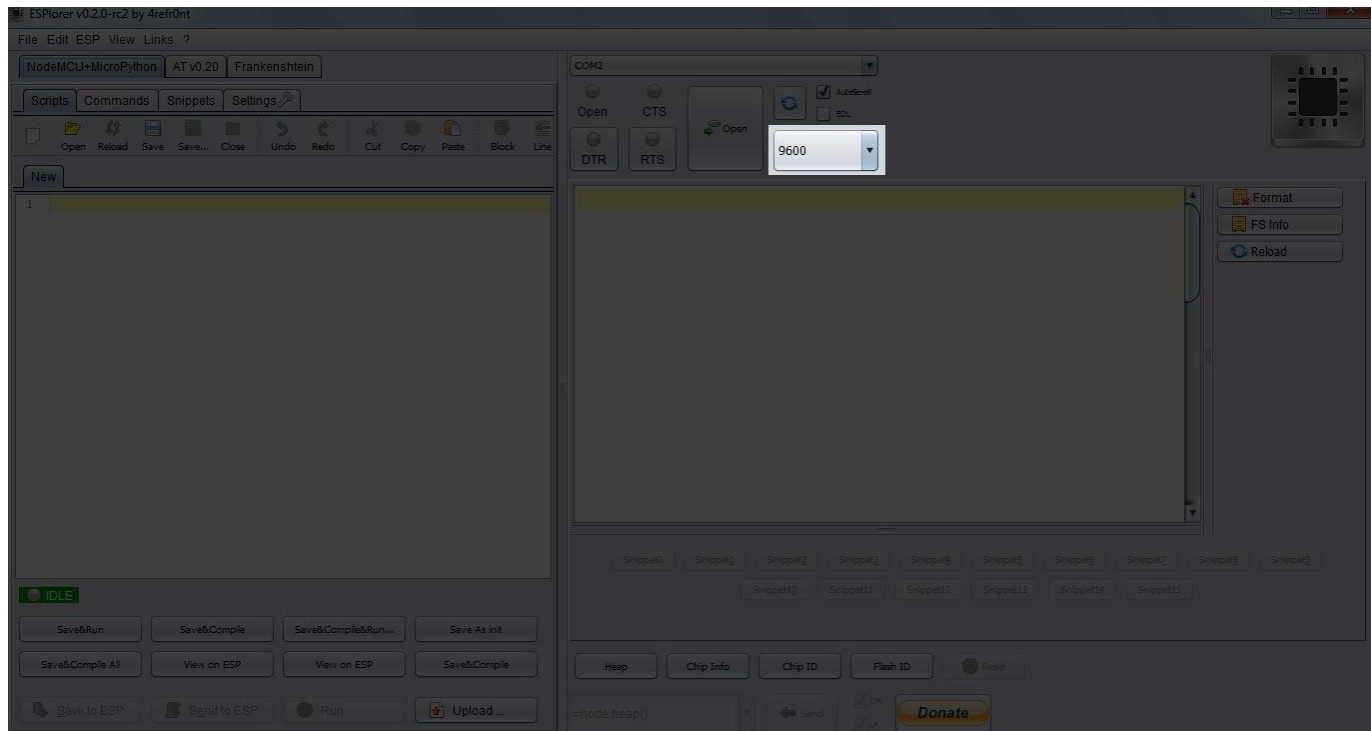 ESPlorer v0.2.0-rc2 by 4refr0nt
File Edit ESP View Links ?
NodeMCU+MicroPython AT v0.20 Frankenshtein
Scripts Commands Snippets Settings
Open Reload Save Save... Close Undo Redo Cut Copy Paste Block Line
New
1
IDLE
Save&Run Save&Compile Save&Compile&Run... Save As init
Save&Compile All View on ESP View on ESP Save&Compile
Save to ESP Send to ESP Run Upload ...
COM2
Open CTS Open AutoScroll
EOL
DTR RTS 9600
Format
FS Info
Reload
Snippet0 Snippet1 Snippet2 Snippet3 Snippet4 Snippet5 Snippet6 Snippet7 Snippet8 Snippet9
Snippet10 Snippet11 Snippet12 Snippet13 Snippet14 Snippet15
Heap Chip Info Chip ID Flash ID Reset
=node.heap() Send CR Donate
LF